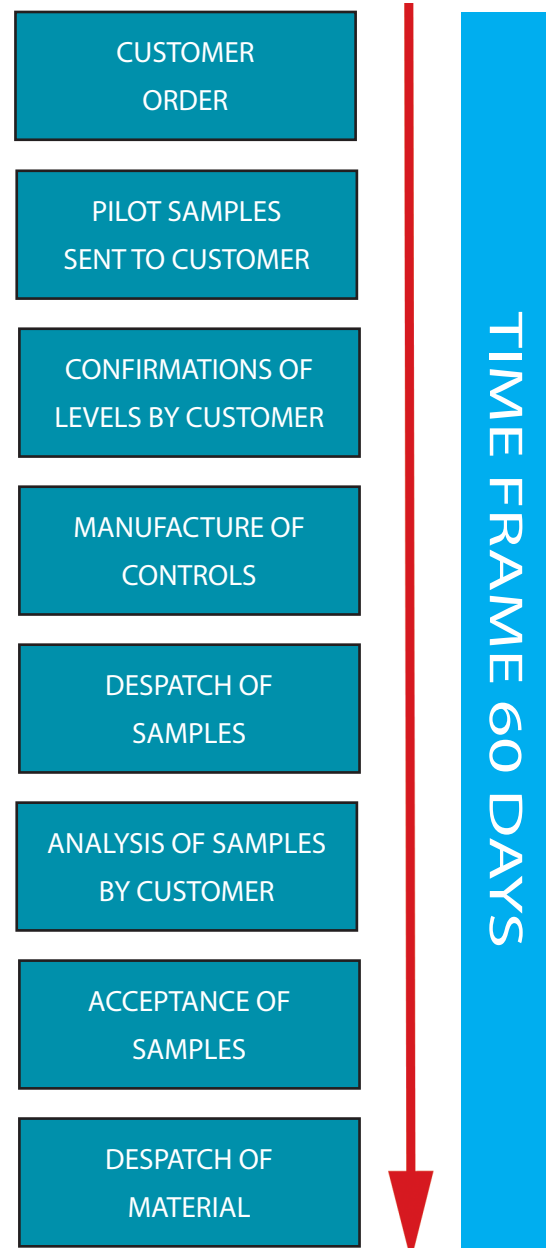 CUSTOMER
ORDER
PILOT SAMPLES
SENT TO CUSTOMER
CONFIRMATIONS OF
LEVELS BY CUSTOMER
MANUFACTURE OF
CONTROLS
DESPATCH OF
SAMPLES
ANALYSIS OF SAMPLES
BY CUSTOMER
ACCEPTANCE OF
SAMPLES
DESPATCH OF
MATERIAL
TIME FRAME 60 DAYS